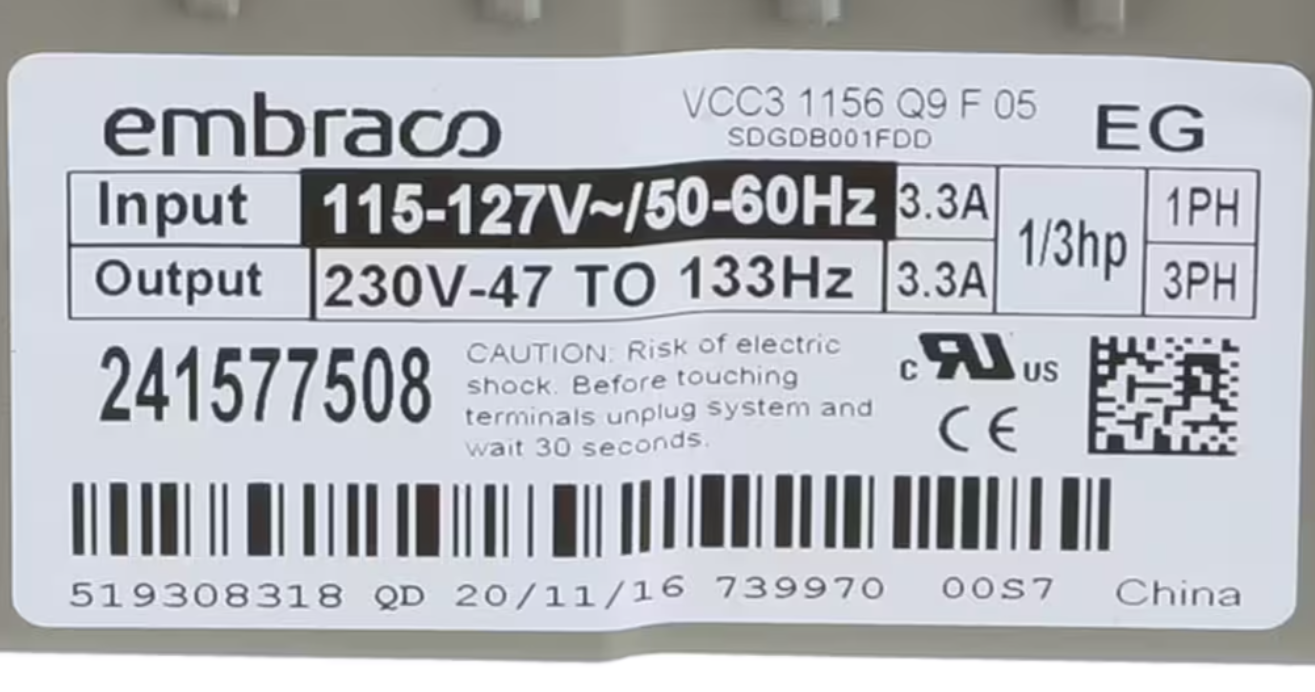 embraco VCC3 1156 Q9 F 05 EG
SDGDB001FDD
Input 115-127V~/50-60Hz 3.3A 1/3hp 1PH
Output 230V-47 TO 133Hz 3.3A 3PH
241577508
CAUTION: Risk of electric
shock. Before touching
terminals unplug system and
wait 30 seconds.
c RU US
CE
519308318 QD 20/11/16 739970 00S7 China